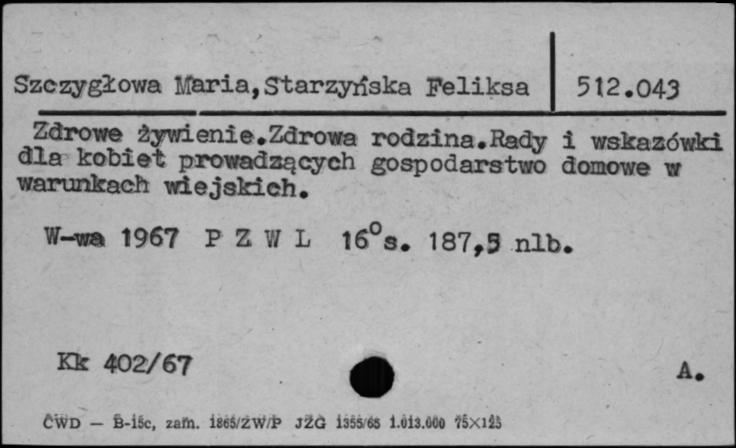 Szczygłowa Maria,Starzyńska Feliksa 512.043
Zdrowe żywienie.Zdrowa rodzina.Rady i wskazówki
dla kobiet prowadzących gospodarstwo domowe w
warunkach wiejskich.
W-wa 1967 P Z W L 16°s. 187,5 nlb.
Kk 402/67
A.
CWD — B-15c, zam. 1865/ZW/P JZG 1355/66 1.013.000 75×125